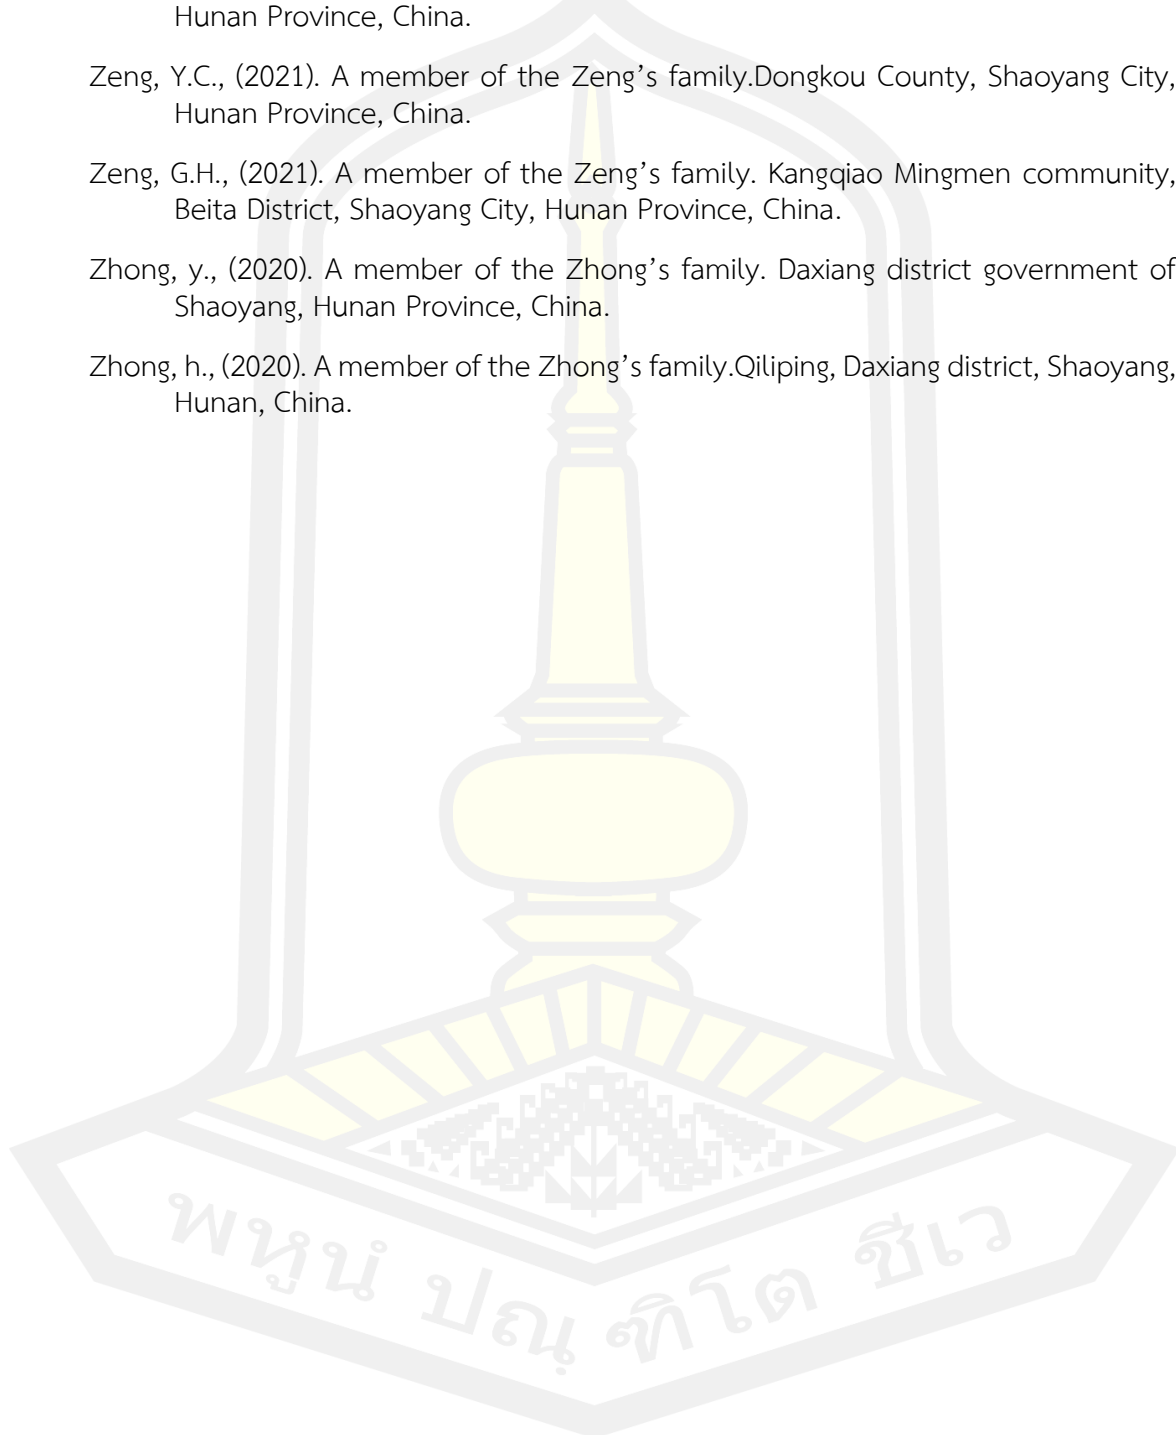 Hunan Province, China.
Zeng, Y.C., (2021). A member of the Zeng’s family.Dongkou County, Shaoyang City,
Hunan Province, China.
Zeng, G.H., (2021). A member of the Zeng’s family. Kangqiao Mingmen community,
Beita District, Shaoyang City, Hunan Province, China.
Zhong, y., (2020). A member of the Zhong’s family. Daxiang district government of
Shaoyang, Hunan Province, China.
Zhong, h., (2020). A member of the Zhong’s family.Qiliping, Daxiang district, Shaoyang,
Hunan, China.
พหูนํ ปณฺฑิโต ชีเว